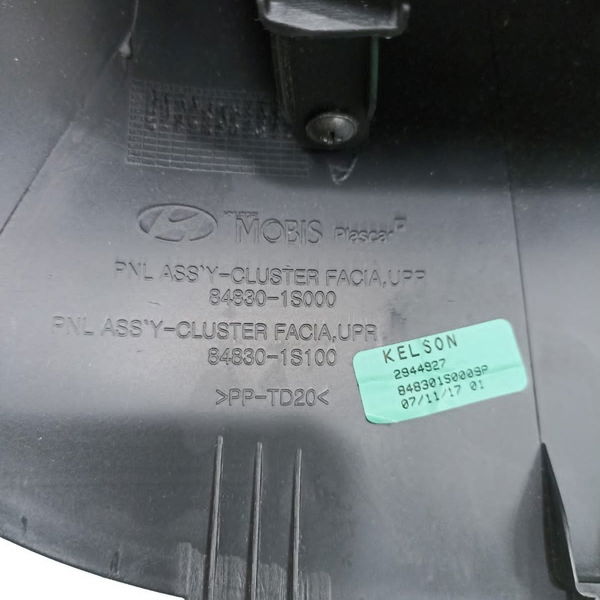 MOBIS Plascar
PNL ASS'Y-CLUSTER FACIA,UPR
84830-1S000
PNL ASS'Y-CLUSTER FACIA,UPR
84830-1S100
>PP-TD20<
KELSON
2944927
848301S0009P
07/11/17 01